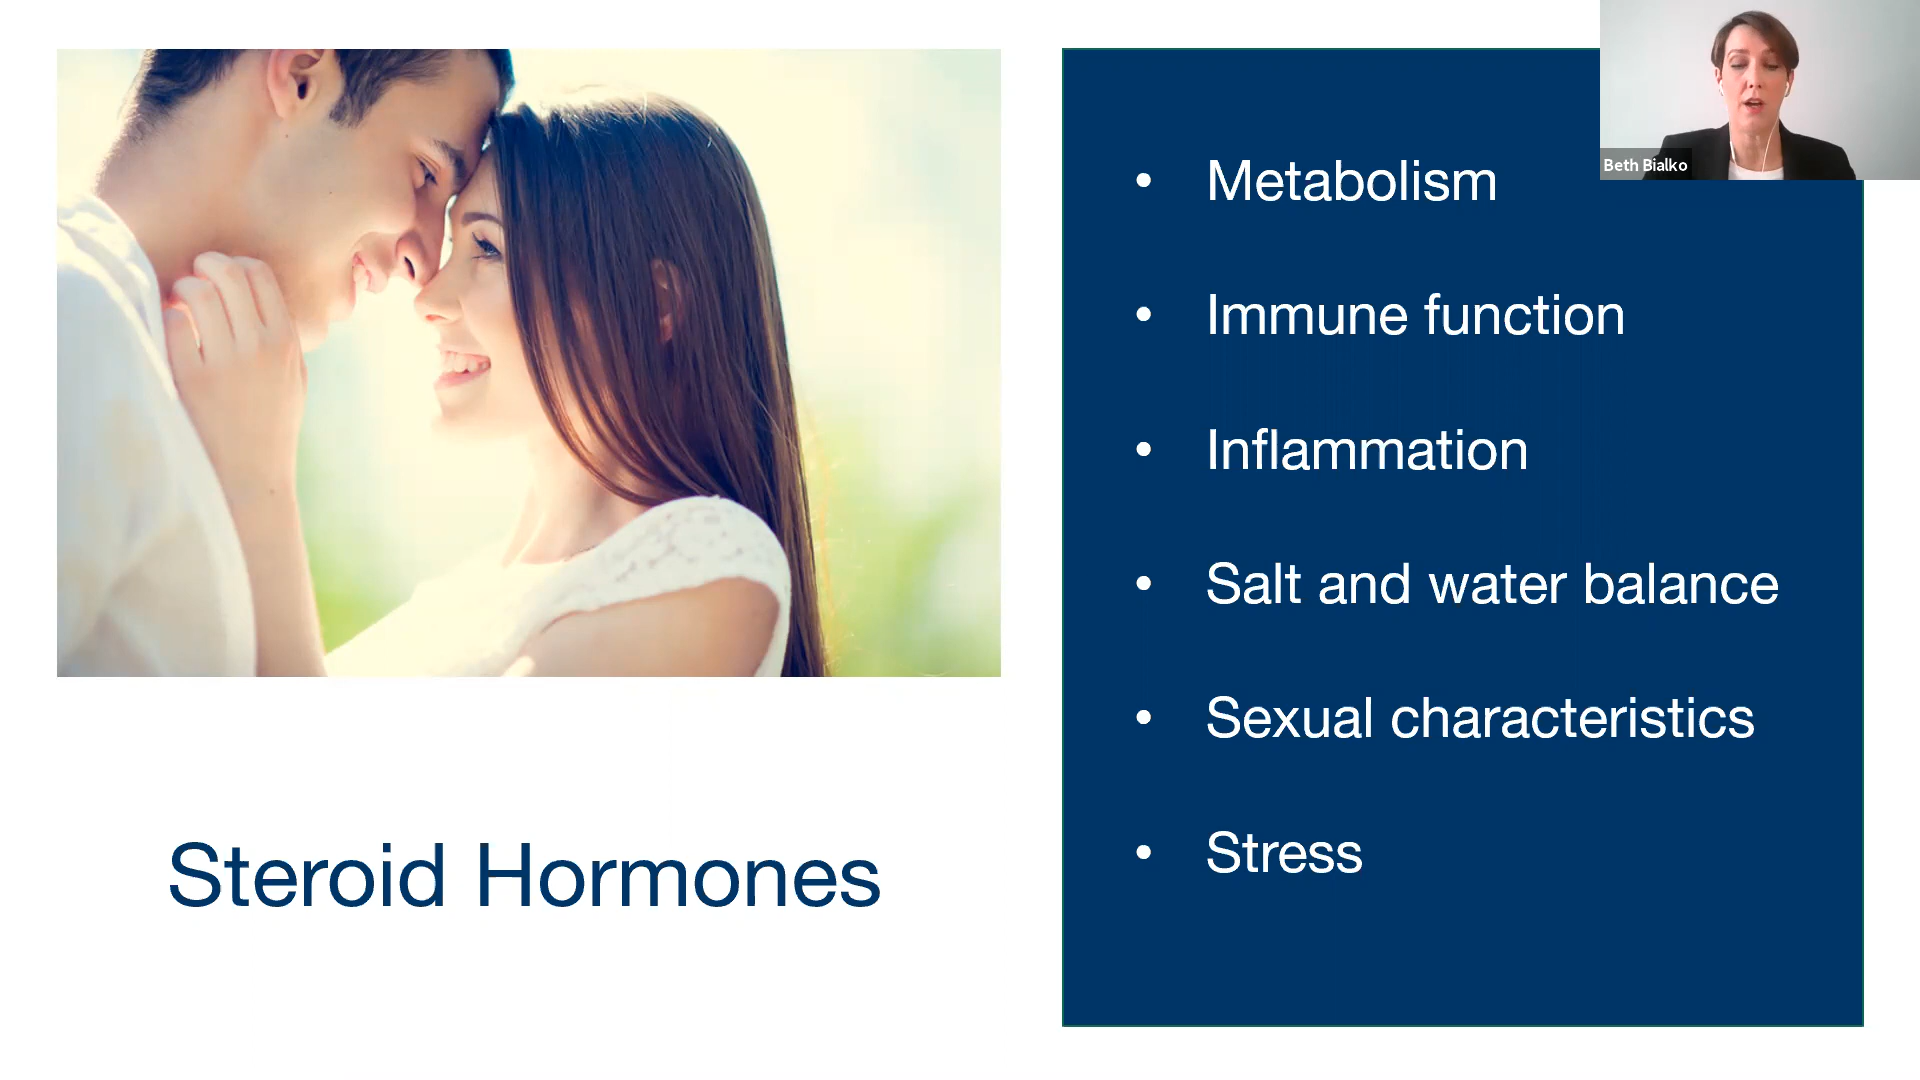 Beth Bialko
• Metabolism
• Immune function
• Inflammation
• Salt and water balance
• Sexual characteristics
• Stress
Steroid Hormones